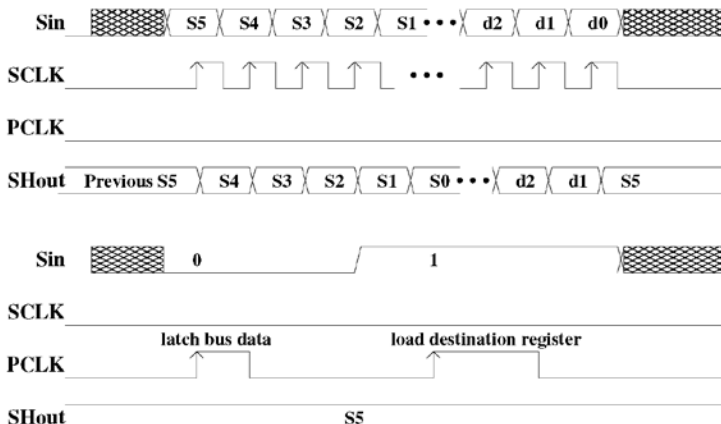 Sin S5 S4 S3 S2 S1 ••• d2 d1 d0
SCLK •••
PCLK
SHout Previous S5 S4 S3 S2 S1 S0 ••• d2 d1 S5
Sin 0 1
SCLK
latch bus data load destination register
PCLK
SHout S5